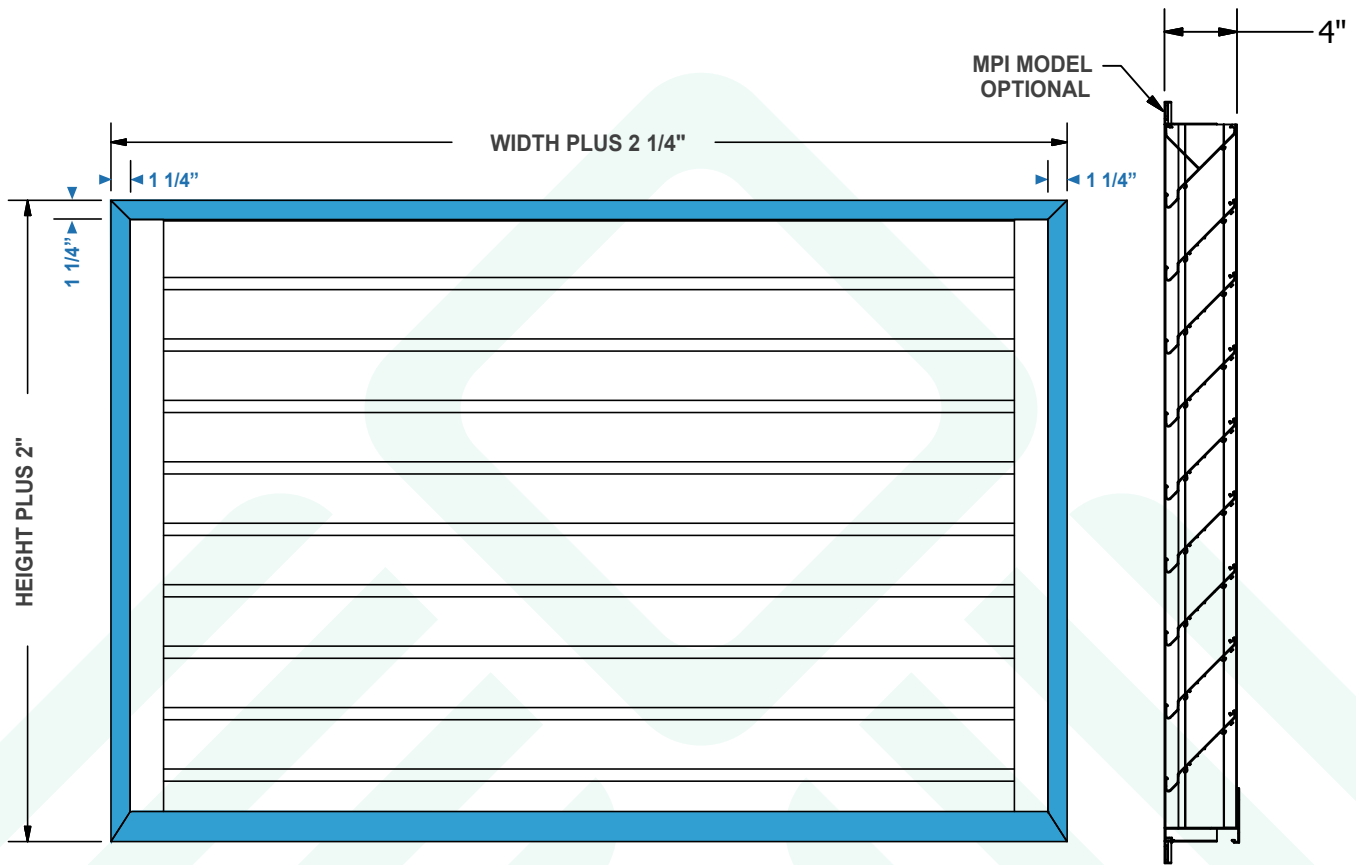 4"
MPI MODEL
OPTIONAL
WIDTH PLUS 2 1/4"
1 1/4”
1 1/4”
1 1/4”
HEIGHT PLUS 2"